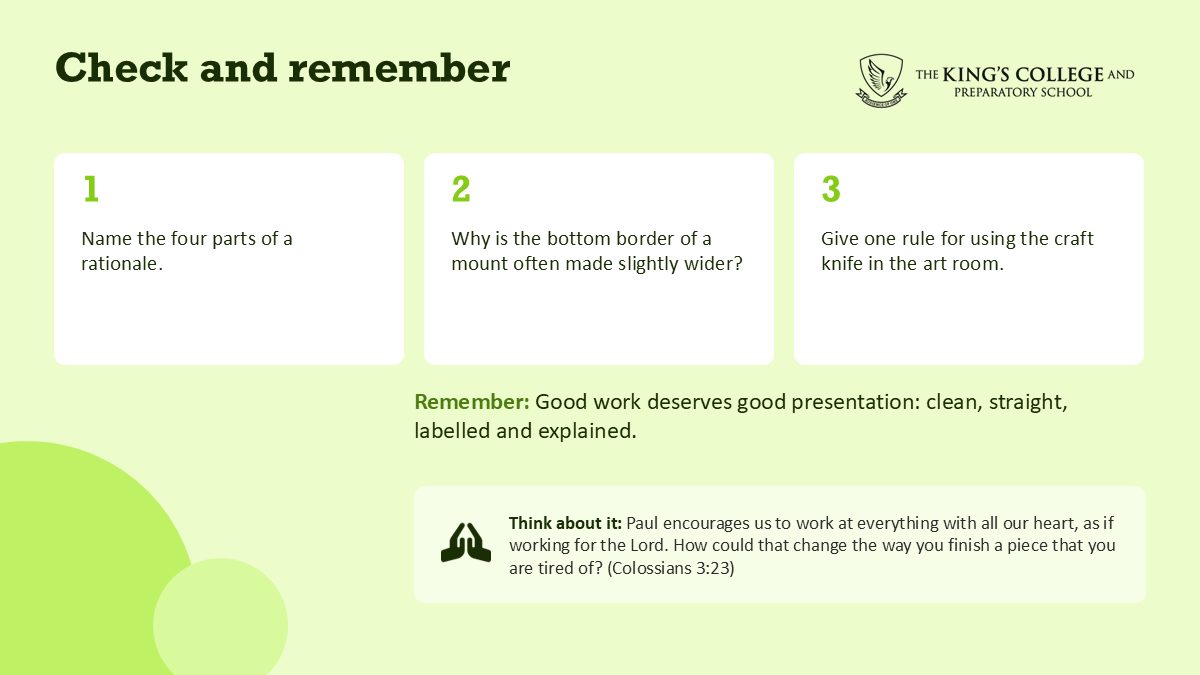 Check and remember
THE KING'S COLLEGE AND
PREPARATORY SCHOOL
1
Name the four parts of a
rationale.
2
Why is the bottom border of a
mount often made slightly wider?
3
Give one rule for using the craft
knife in the art room.
Remember: Good work deserves good presentation: clean, straight,
labelled and explained.
Think about it: Paul encourages us to work at everything with all our heart, as if
working for the Lord. How could that change the way you finish a piece that you
are tired of? (Colossians 3:23)